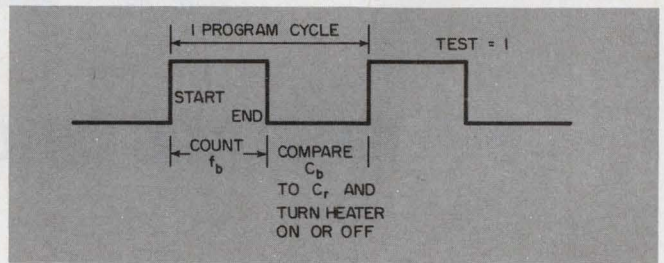 1 PROGRAM CYCLE
TEST = 1
START
END
COUNT
f_b
COMPARE
C_b
TO C_r AND
TURN HEATER
ON OR OFF